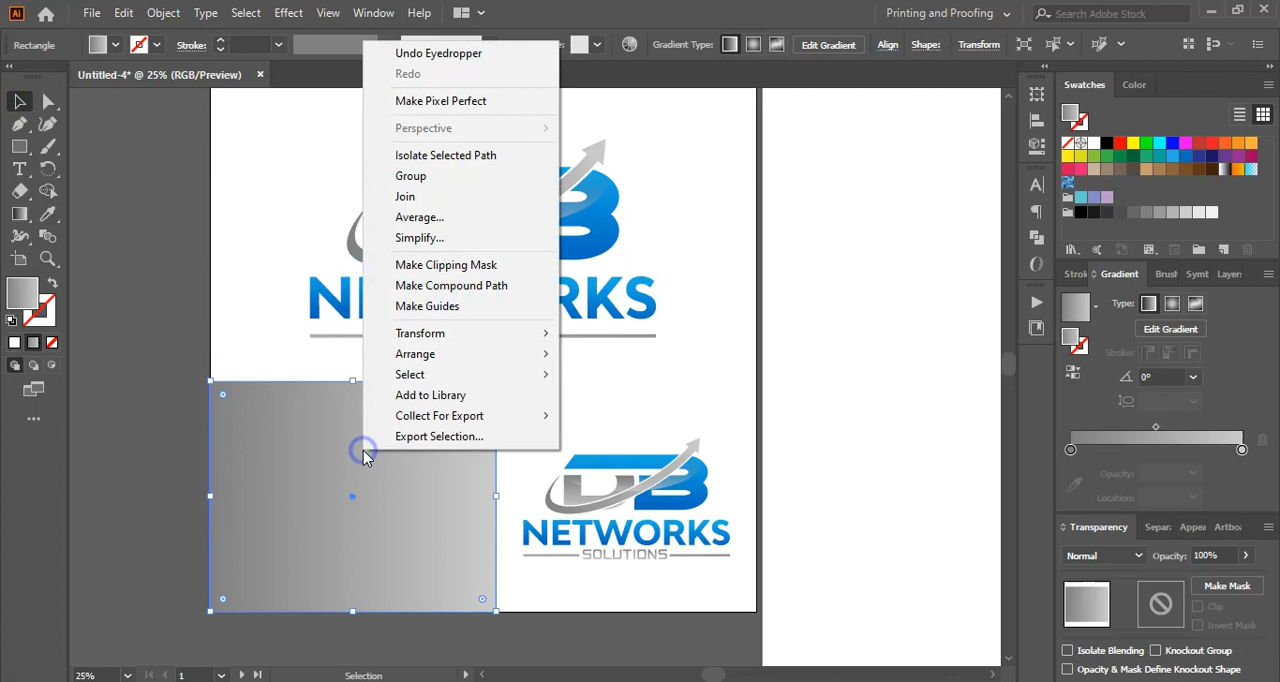 Ai File Edit Object Type Select Effect View Window Help Printing and Proofing Search Adobe Stock
Rectangle Stroke: Gradient Type: Edit Gradient Align Shape: Transform
Untitled-4* @ 25% (RGB/Preview)
Undo Eyedropper
Redo
Make Pixel Perfect
Perspective
Isolate Selected Path
Group
Join
Average...
Simplify...
Make Clipping Mask
Make Compound Path
Make Guides
Transform
Arrange
Select
Add to Library
Collect For Export
Export Selection...
DB
NETWORKS
SOLUTIONS
Swatches Color
Strok Gradient Brush Symb Layers
Type:
Edit Gradient
Stroke:
0°
Opacity:
Location:
Transparency Separ Appea Artboa
Normal Opacity: 100%
Make Mask
Clip
Invert Mask
Isolate Blending Knockout Group
Opacity & Mask Define Knockout Shape
25% 1 Selection